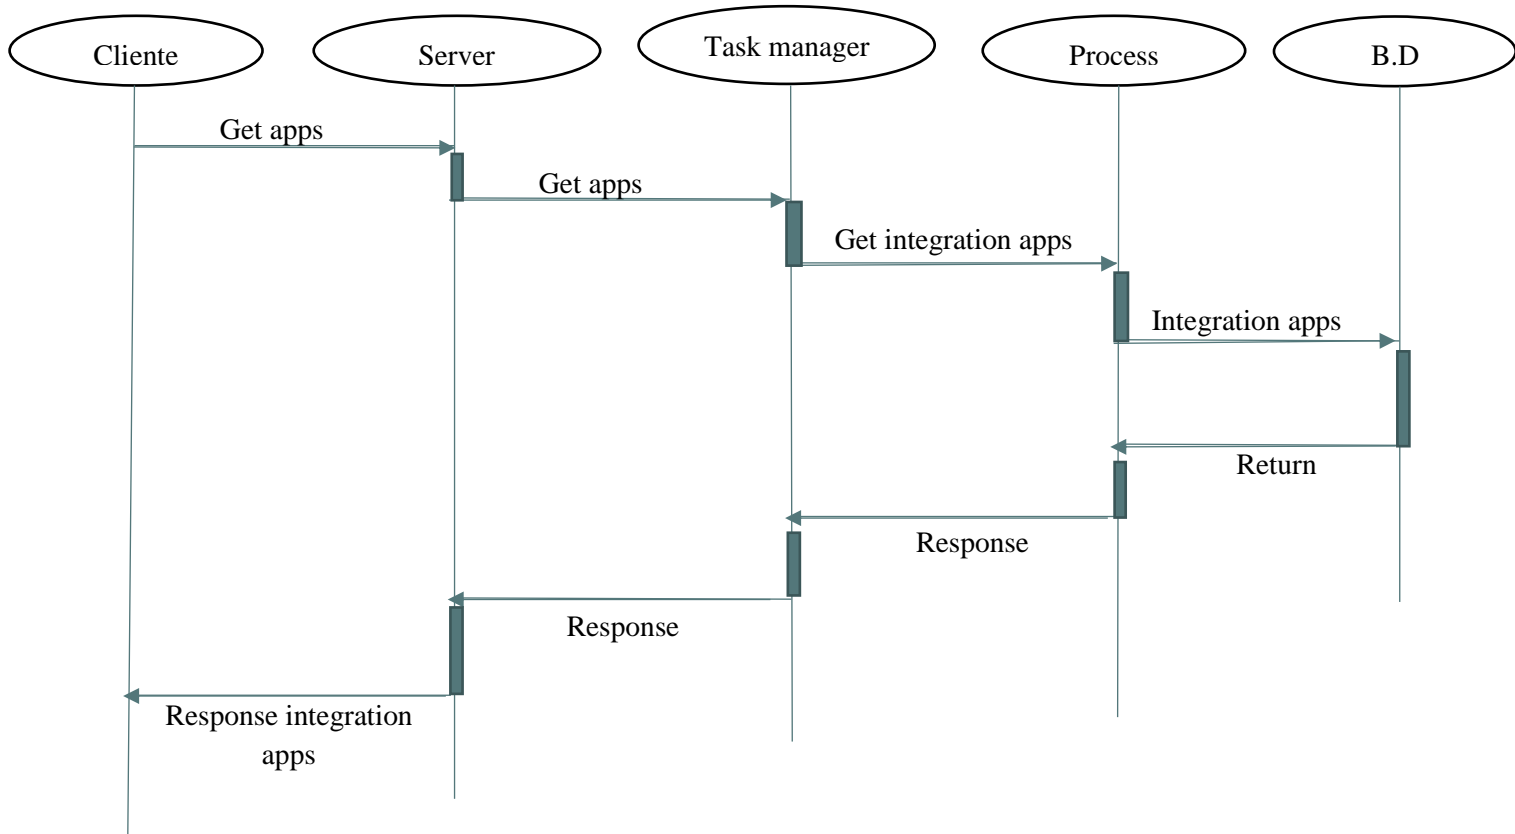 Cliente
Server
Task manager
Process
B.D
Get apps
Get apps
Get integration apps
Integration apps
Return
Response
Response
Response integration
apps